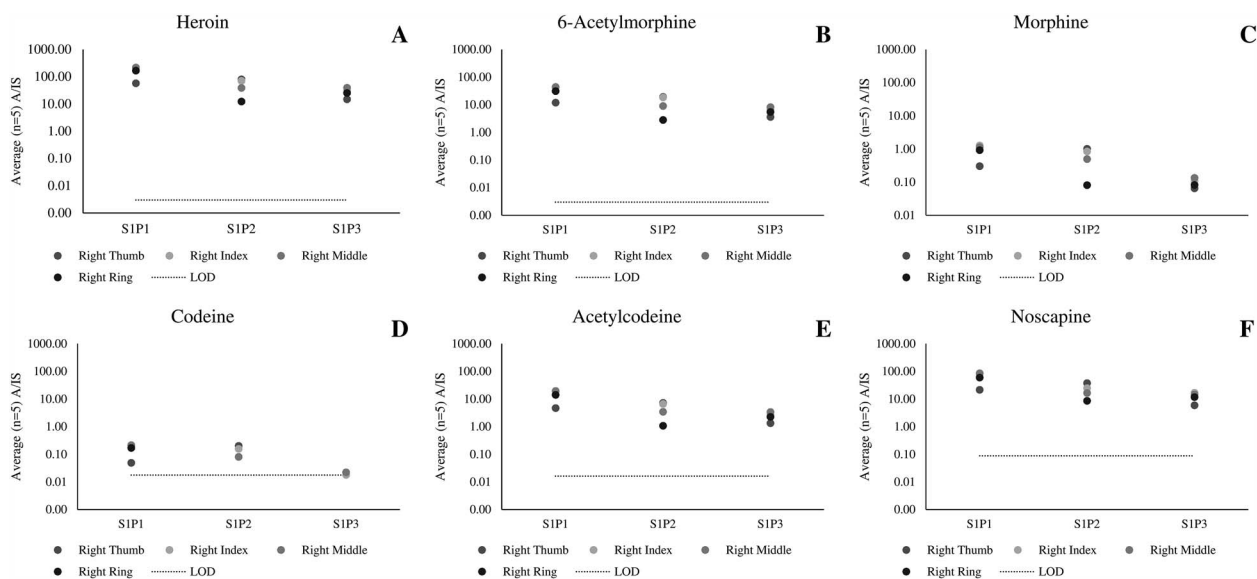 Heroin
A
Average (n=5) A/IS
1000.00
100.00
10.00
1.00
0.10
0.01
0.00
S1P1 S1P2 S1P3
Right Thumb Right Index Right Middle
Right Ring LOD
6-Acetylmorphine
B
Average (n=5) A/IS
1000.00
100.00
10.00
1.00
0.10
0.01
0.00
S1P1 S1P2 S1P3
Right Thumb Right Index Right Middle
Right Ring LOD
Morphine
C
Average (n=5) A/IS
1000.00
100.00
10.00
1.00
0.10
0.01
S1P1 S1P2 S1P3
Right Thumb Right Index Right Middle
Right Ring
Codeine
D
Average (n=5) A/IS
1000.00
100.00
10.00
1.00
0.10
0.01
0.00
S1P1 S1P2 S1P3
Right Thumb Right Index Right Middle
Right Ring LOD
Acetylcodeine
E
Average (n=5) A/IS
1000.00
100.00
10.00
1.00
0.10
0.01
0.00
S1P1 S1P2 S1P3
Right Thumb Right Index Right Middle
Right Ring LOD
Noscapine
F
Average (n=5) A/IS
1000.00
100.00
10.00
1.00
0.10
0.01
0.00
S1P1 S1P2 S1P3
Right Thumb Right Index Right Middle
Right Ring LOD